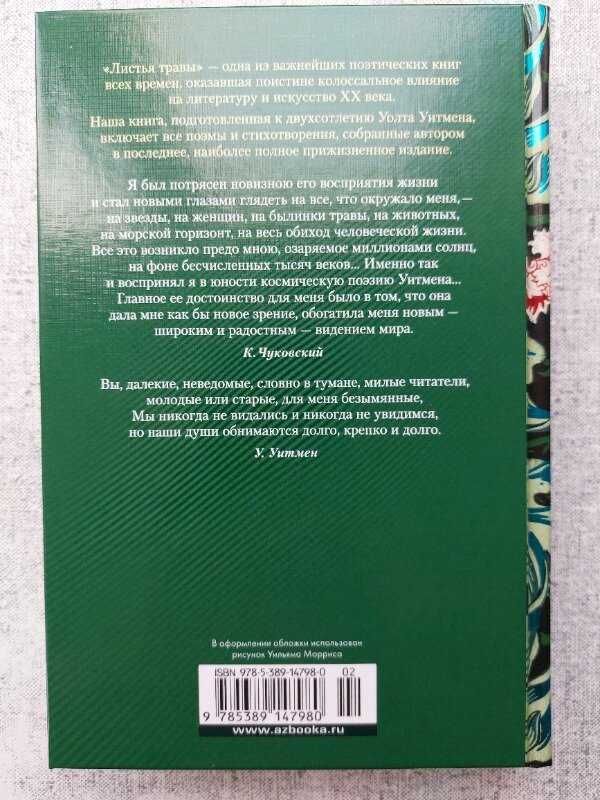 «Листья травы» — одна из важнейших поэтических книг
всех времен, оказавшая поистине колоссальное влияние
на литературу и искусство XX века.
Наша книга, подготовленная к двухсотлетию Уолта Уитмена,
включает все поэмы и стихотворения, собранные автором
в последнее, наиболее полное прижизненное издание.
Я был потрясен новизною его восприятия жизни
и стал новыми глазами глядеть на все, что окружало меня,—
на звезды, на женщин, на былинки травы, на животных,
на морской горизонт, на весь обиход человеческой жизни.
Все это возникло предо мною, озаряемое миллионами солнц,
на фоне бесчисленных тысяч веков... Именно так
и воспринял я в юности космическую поэзию Уитмена...
Главное ее достоинство для меня было в том, что она
дала мне как бы новое зрение, обогатила меня новым —
широким и радостным — видением мира.
К. Чуковский
Вы, далекие, неведомые, словно в тумане, милые читатели,
молодые или старые, для меня безымянные,
Мы никогда не видались и никогда не увидимся,
но наши души обнимаются долго, крепко и долго.
У. Уитмен
В оформлении обложки использован
рисунок Уильяма Морриса
ISBN 978-5-389-14798-0 02
9 785389 147980
www.azbooka.ru